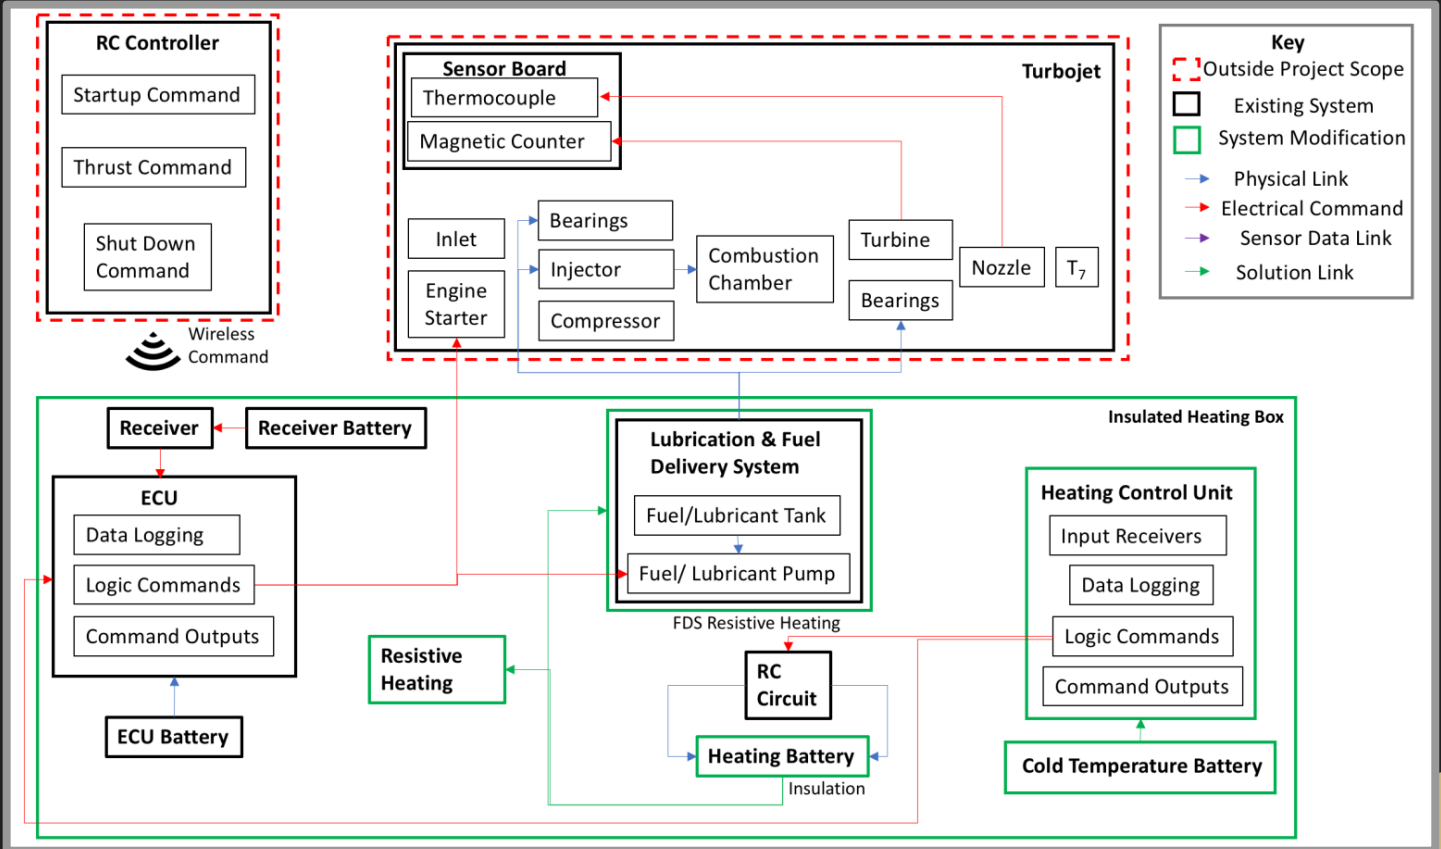 RC Controller
Startup Command
Thrust Command
Shut Down
Command
Wireless
Command
Turbojet
Sensor Board
Thermocouple
Magnetic Counter
Inlet
Engine
Starter
Bearings
Injector
Compressor
Combustion
Chamber
Turbine
Bearings
Nozzle
T7
Key
Outside Project Scope
Existing System
System Modification
Physical Link
Electrical Command
Sensor Data Link
Solution Link
Insulated Heating Box
Receiver
Receiver Battery
ECU
Data Logging
Logic Commands
Command Outputs
ECU Battery
Resistive
Heating
Lubrication & Fuel
Delivery System
Fuel/Lubricant Tank
Fuel/ Lubricant Pump
FDS Resistive Heating
RC
Circuit
Heating Battery
Insulation
Heating Control Unit
Input Receivers
Data Logging
Logic Commands
Command Outputs
Cold Temperature Battery